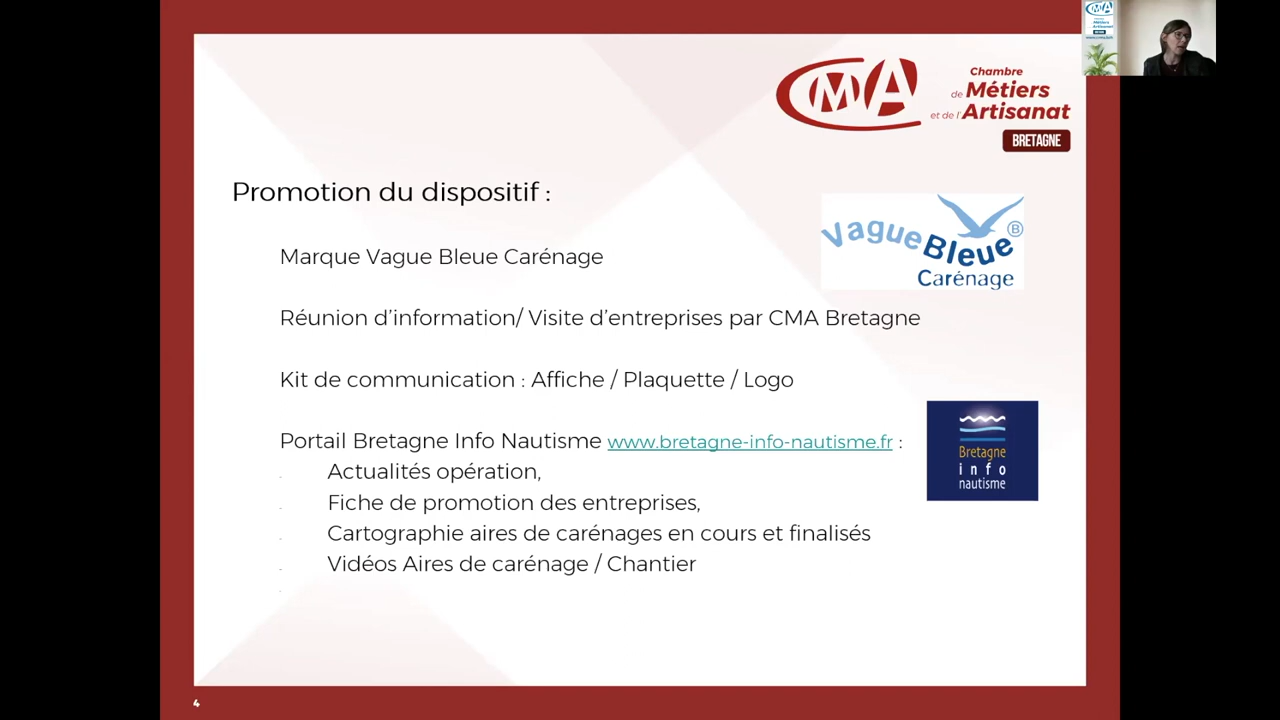 CMA
Chambre
de Métiers
et de l'Artisanat
BRETAGNE
Promotion du dispositif :
Vague Bleue
Carénage
Marque Vague Bleue Carénage
Réunion d'information/ Visite d'entreprises par CMA Bretagne
Kit de communication : Affiche / Plaquette / Logo
Portail Bretagne Info Nautisme www.bretagne-info-nautisme.fr :
Bretagne
info
nautisme
- Actualités opération,
- Fiche de promotion des entreprises,
- Cartographie aires de carénages en cours et finalisés
- Vidéos Aires de carénage / Chantier
-
4